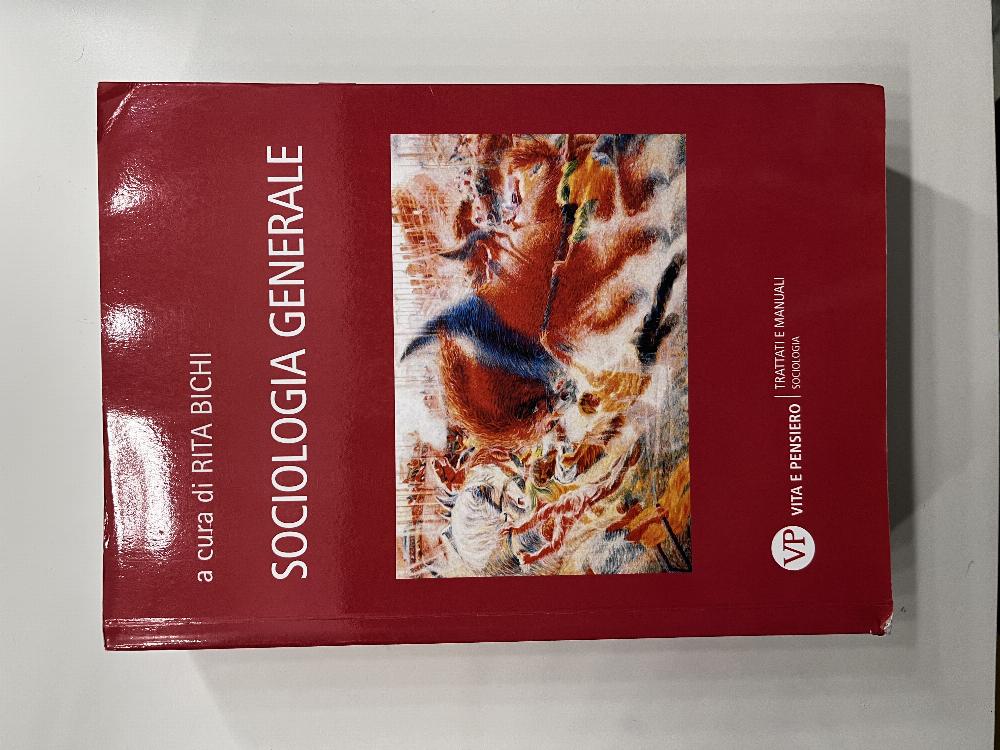 a cura di RITA BICHI
SOCIOLOGIA GENERALE
VP VITA E PENSIERO | TRATTATI E MANUALI
SOCIOLOGIA